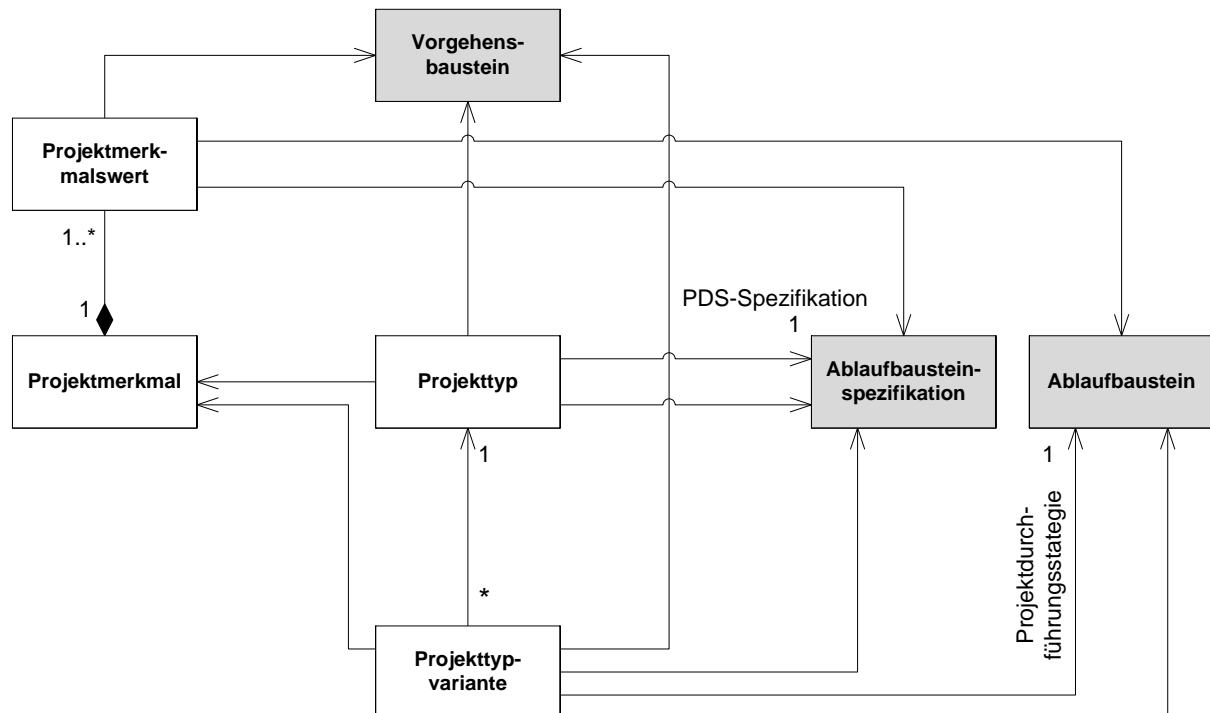 Vorgehens-
baustein
Projektmerk-
malswert
1..*
1
PDS-Spezifikation
1
Projektmerkmal
Projekttyp
Ablaufbaustein-
spezifikation
Ablaufbaustein
1
1
Projektdurch-
führungsstategie
*
Projekttyp-
variante